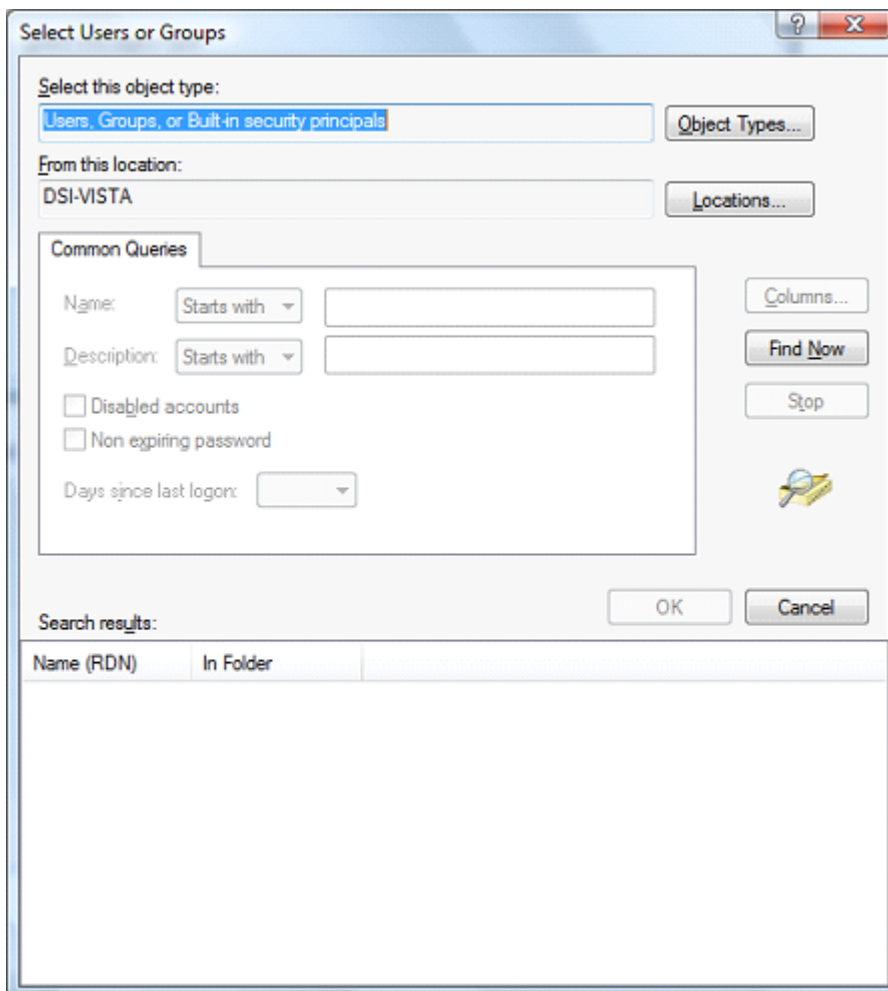 Select Users or Groups
Select this object type:
Users, Groups, or Built-in security principals
Object Types...
From this location:
DSI-VISTA
Locations...
Common Queries
Name:
Starts with
Columns...
Description:
Starts with
Find Now
Disabled accounts
Stop
Non expiring password
Days since last logon:
OK
Cancel
Search results:
Name (RDN)
In Folder